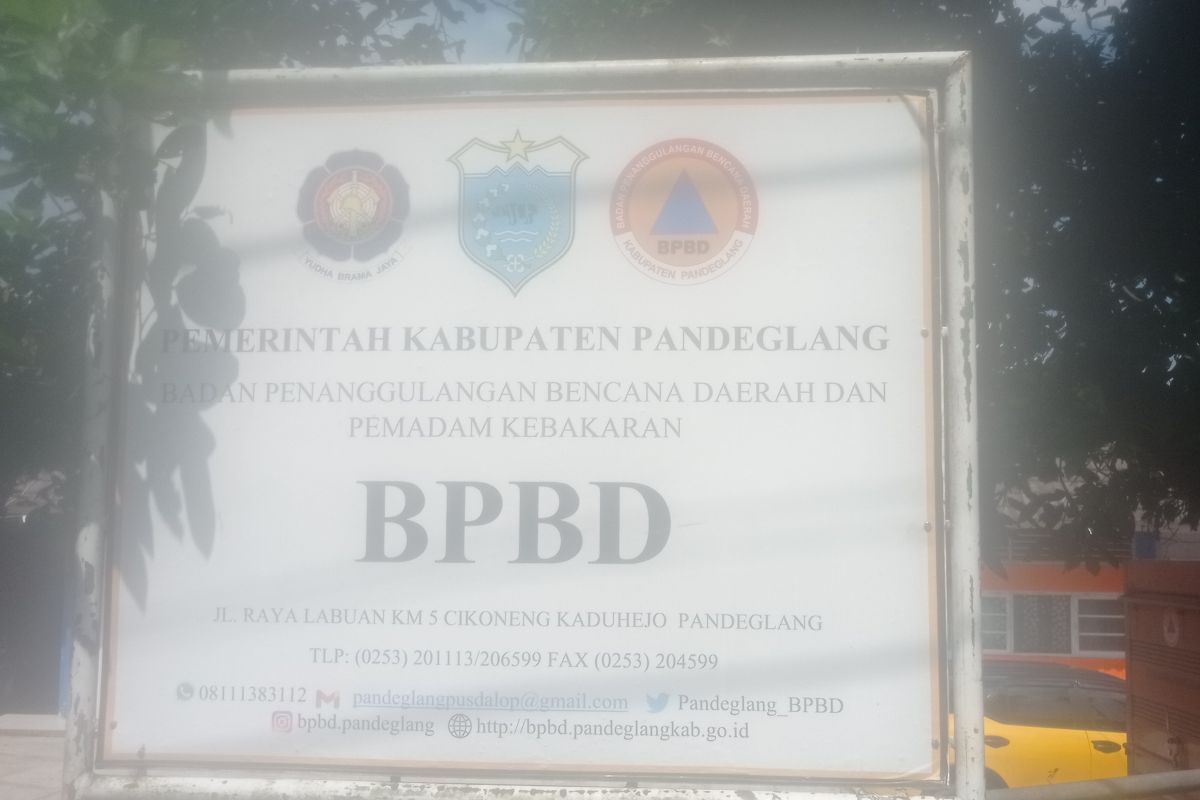 YUDHA BRAMA JAYA
BADAN PENANGGULANGAN BENCANA DAERAH
BPBD
KABUPATEN PANDEGLANG
PEMERINTAH KABUPATEN PANDEGLANG
BADAN PENANGGULANGAN BENCANA DAERAH DAN
PEMADAM KEBAKARAN
BPBD
JL. RAYA LABUAN KM 5 CIKONENG KADUHEJO PANDEGLANG
TLP: (0253) 201113/206599 FAX (0253) 204599
08111383112 pandeglangpusdalop@gmail.com Pandeglang_BPBD
bpbd.pandeglang http://bpbd.pandeglangkab.go.id